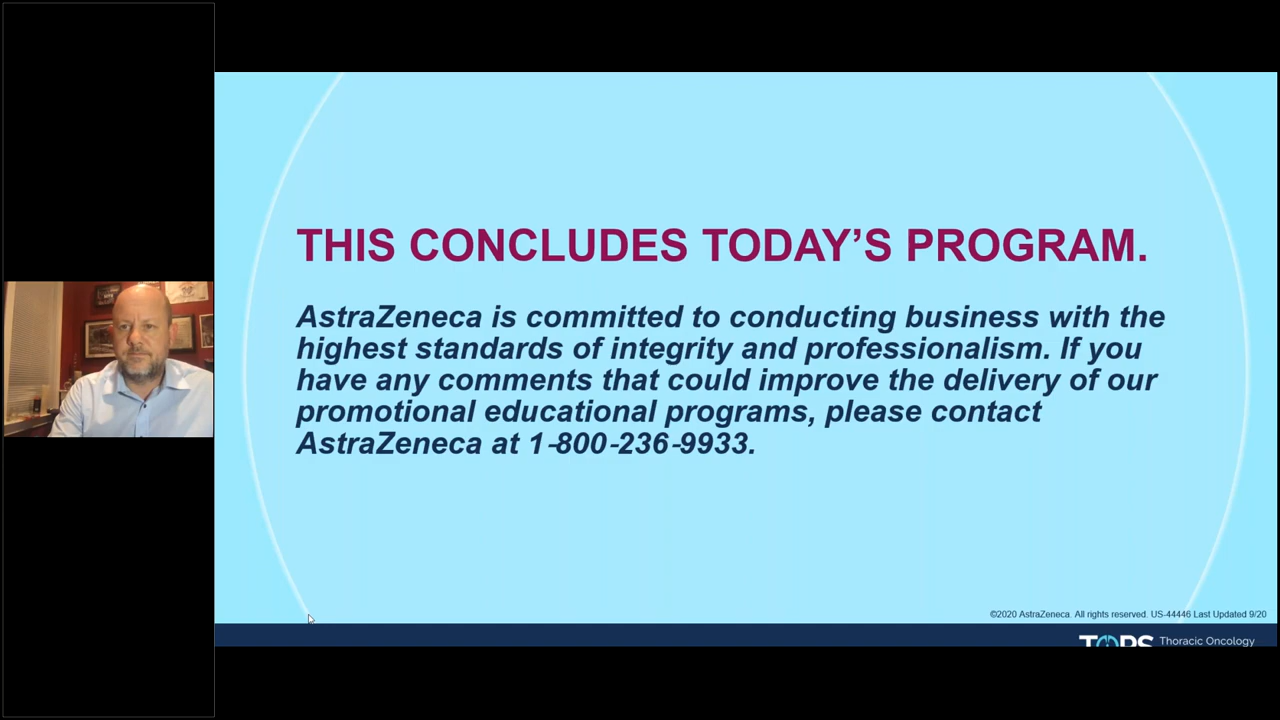 THIS CONCLUDES TODAY’S PROGRAM.
AstraZeneca is committed to conducting business with the
highest standards of integrity and professionalism. If you
have any comments that could improve the delivery of our
promotional educational programs, please contact
AstraZeneca at 1-800-236-9933.
©2020 AstraZeneca. All rights reserved. US-44446 Last Updated 9/20
TOPS Thoracic Oncology